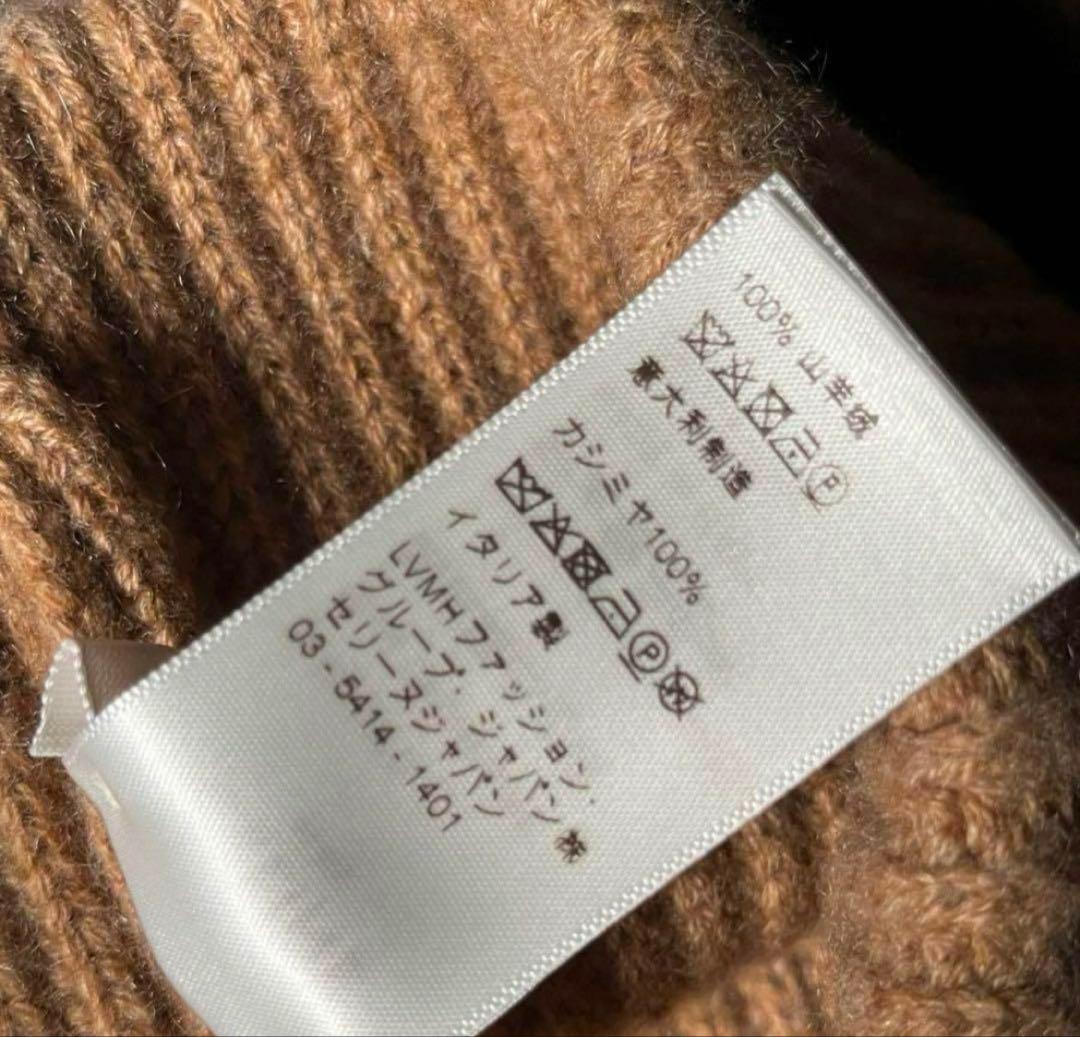 100% 山羊绒
P
意大利制造
カシミヤ100%
P W
イタリア製
LVMHファッション・
グループ・ジャパン㈱
セリーヌジャパン
03-5414-1401